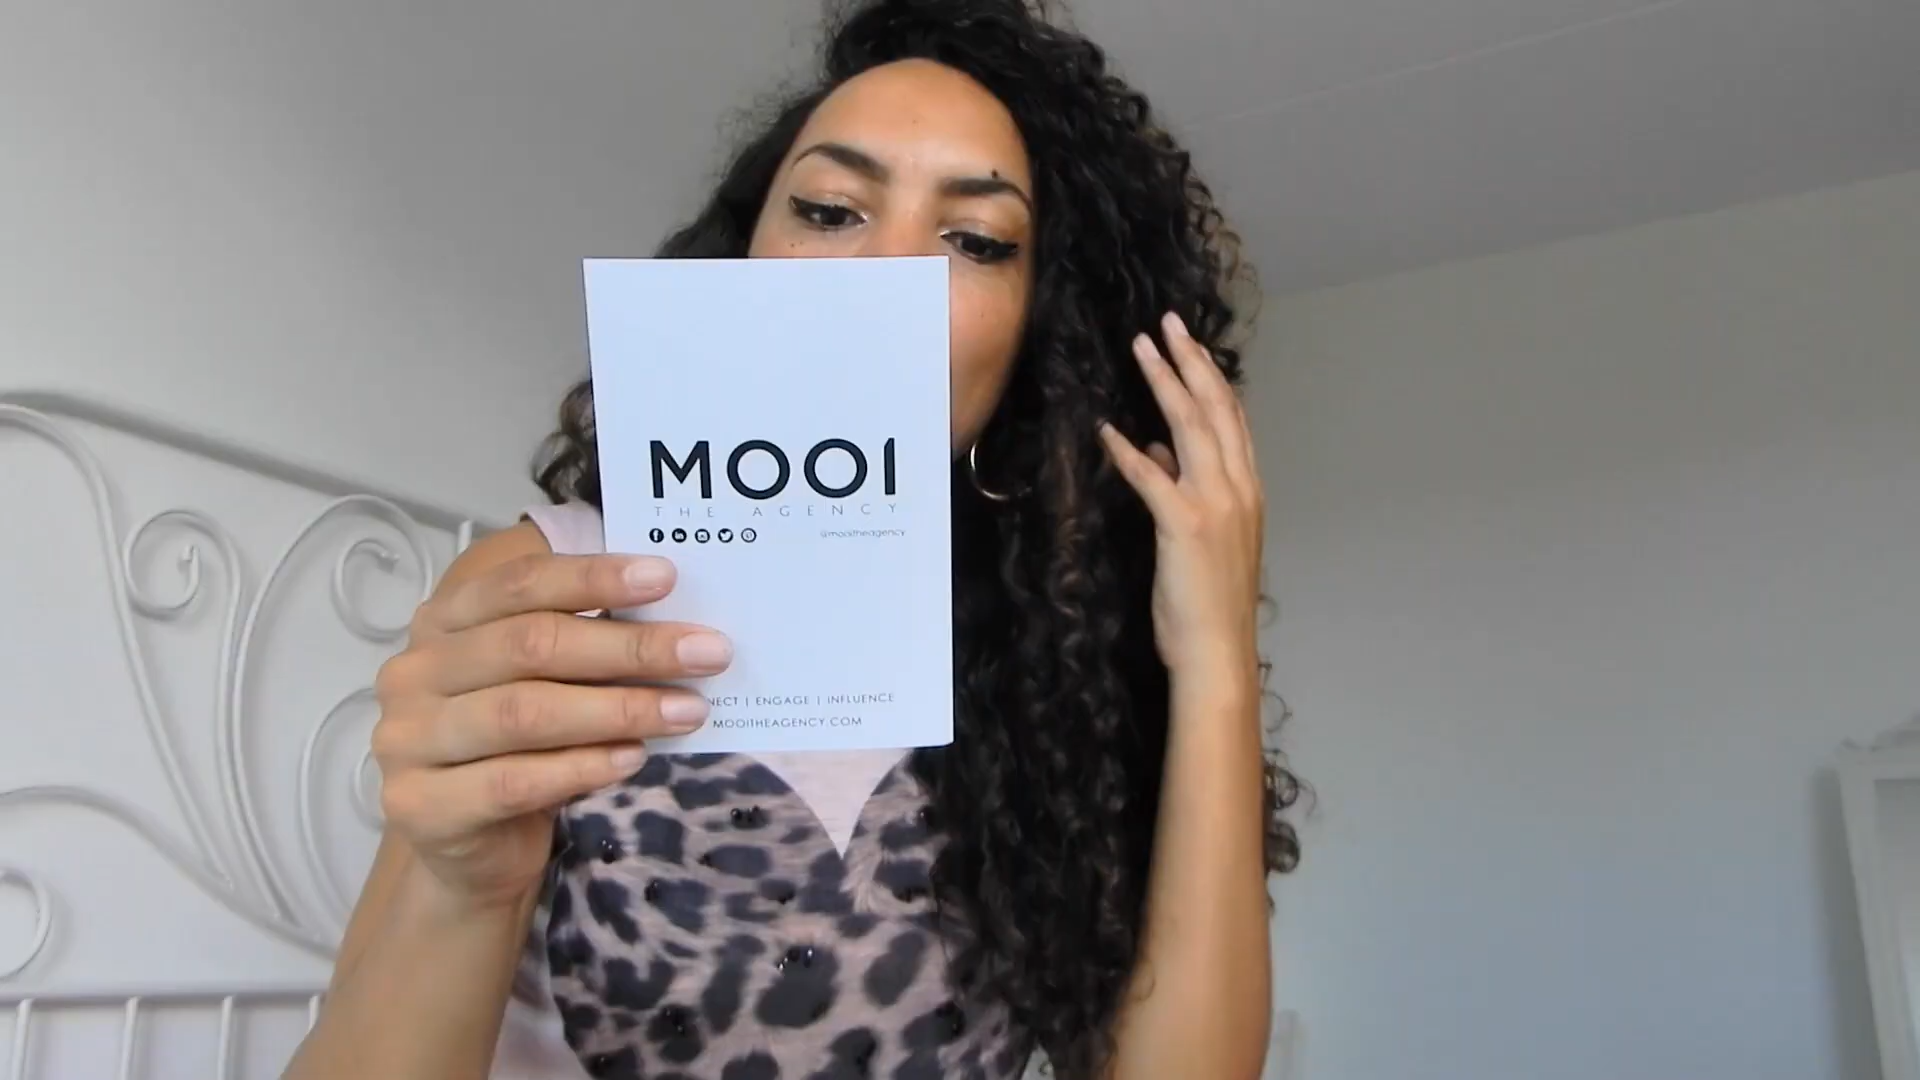 MOOI
THE AGENCY
@mooitheagency
ENGAGE | INFLUENCE
MOOITHEAGENCY.COM